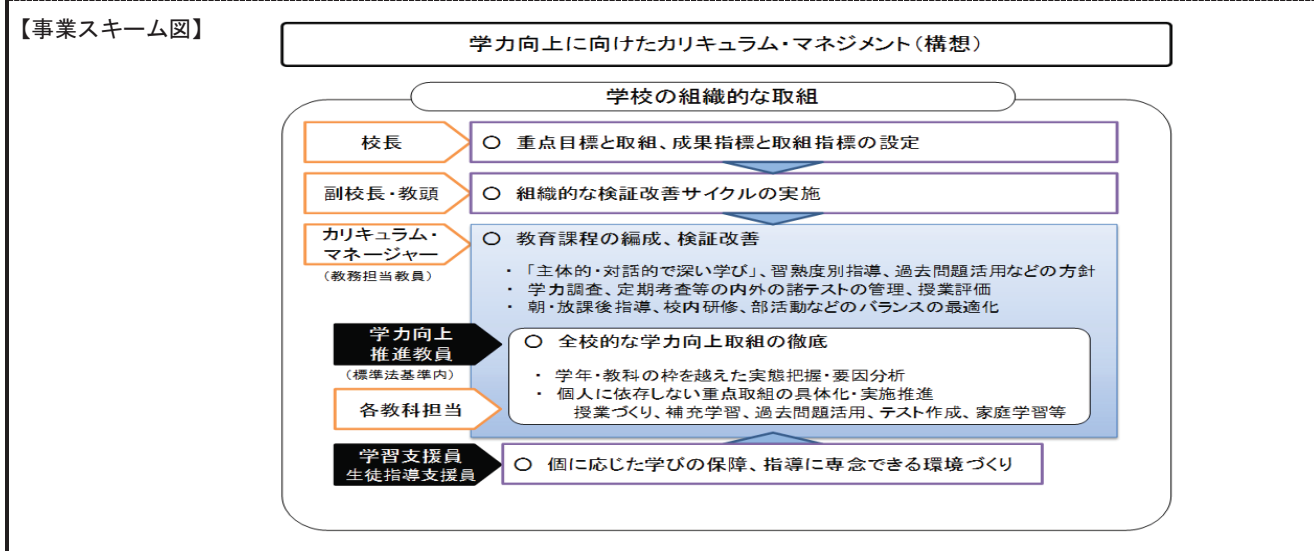 【事業スキーム図】
学力向上に向けたカリキュラム・マネジメント（構想）
学校の組織的な取組
校長
○ 重点目標と取組、成果指標と取組指標の設定
副校長・教頭
○ 組織的な検証改善サイクルの実施
カリキュラム・
マネージャー
（教務担当教員）
○ 教育課程の編成、検証改善
・「主体的・対話的で深い学び」、習熟度別指導、過去問題活用などの方針
・ 学力調査、定期考査等の内外の諸テストの管理、授業評価
・ 朝・放課後指導、校内研修、部活動などのバランスの最適化
学力向上
推進教員
（標準法基準内）
○ 全校的な学力向上取組の徹底
・ 学年・教科の枠を越えた実態把握・要因分析
・ 個人に依存しない重点取組の具体化・実施推進
授業づくり、補充学習、過去問題活用、テスト作成、家庭学習等
各教科担当
学習支援員
生徒指導支援員
○ 個に応じた学びの保障、指導に専念できる環境づくり